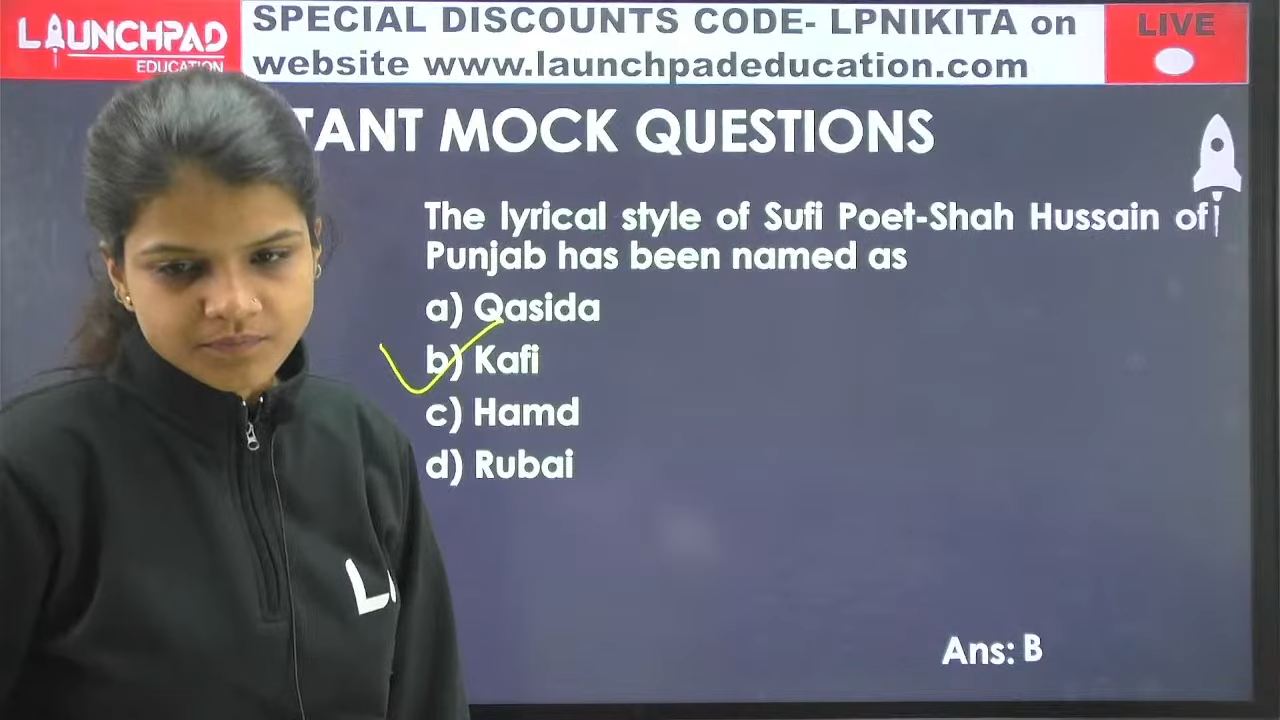 LAUNCHPAD
EDUCATION
SPECIAL DISCOUNTS CODE- LPNIKITA on
website www.launchpadeducation.com
LIVE
TANT MOCK QUESTIONS
The lyrical style of Sufi Poet-Shah Hussain of
Punjab has been named as
a) Qasida
b) Kafi
c) Hamd
d) Rubai
Ans: B